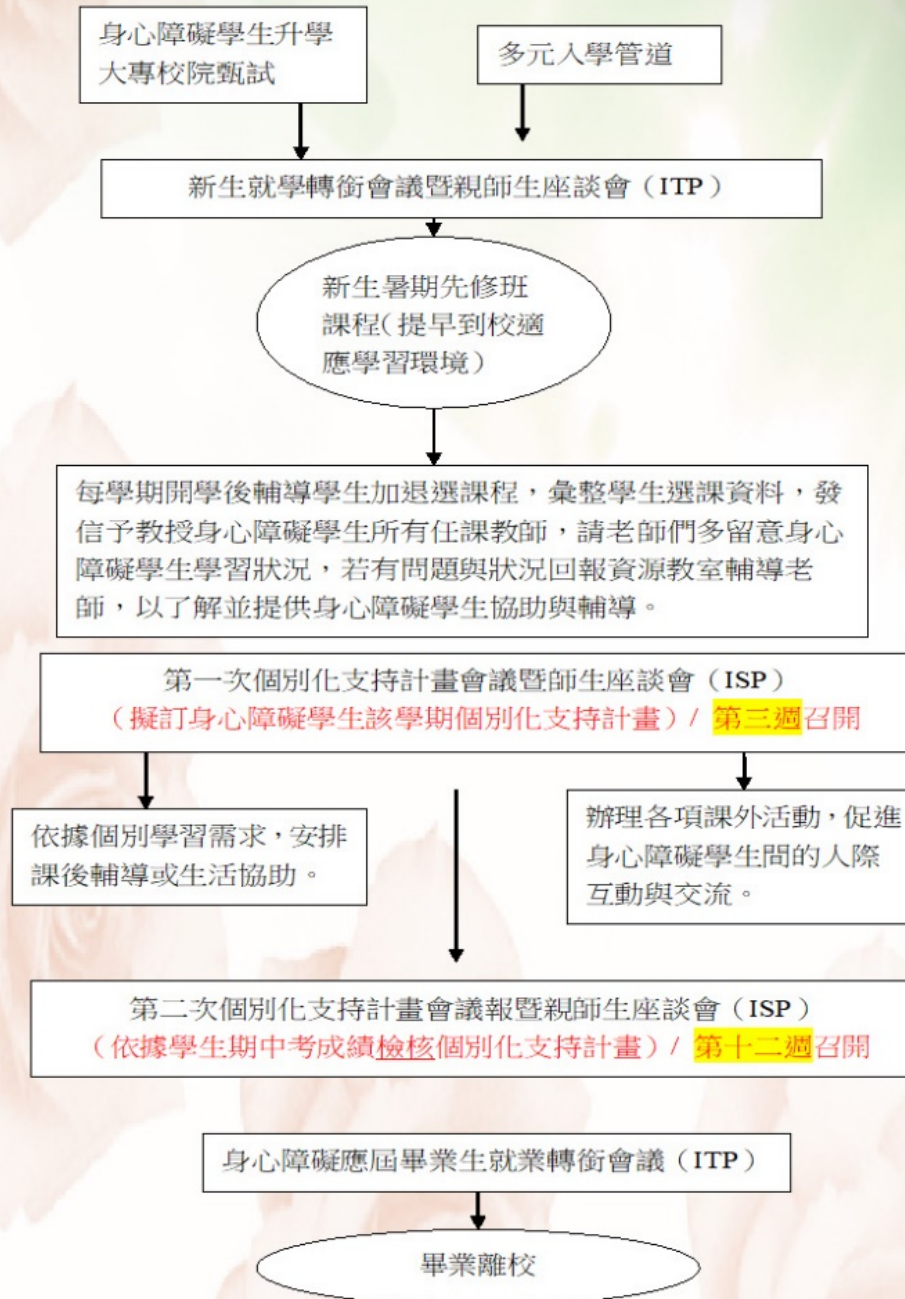 身心障礙學生升學
大專校院甄試
多元入學管道
新生就學轉銜會議暨親師生座談會（ITP）
新生暑期先修班
課程（提早到校適
應學習環境）
每學期開學後輔導學生加退選課程，彙整學生選課資料，發
信予教授身心障礙學生所有任課教師，請老師們多留意身心
障礙學生學習狀況，若有問題與狀況回報資源教室輔導老
師，以了解並提供身心障礙學生協助與輔導。
第一次個別化支持計畫會議暨師生座談會（ISP）
（擬訂身心障礙學生該學期個別化支持計畫）/ 第三週召開
依據個別學習需求，安排
課後輔導或生活協助。
辦理各項課外活動，促進
身心障礙學生間的人際
互動與交流。
第二次個別化支持計畫會議報暨親師生座談會（ISP）
（依據學生期中考成績檢核個別化支持計畫）/ 第十二週召開
身心障礙應屆畢業生就業轉銜會議（ITP）
畢業離校